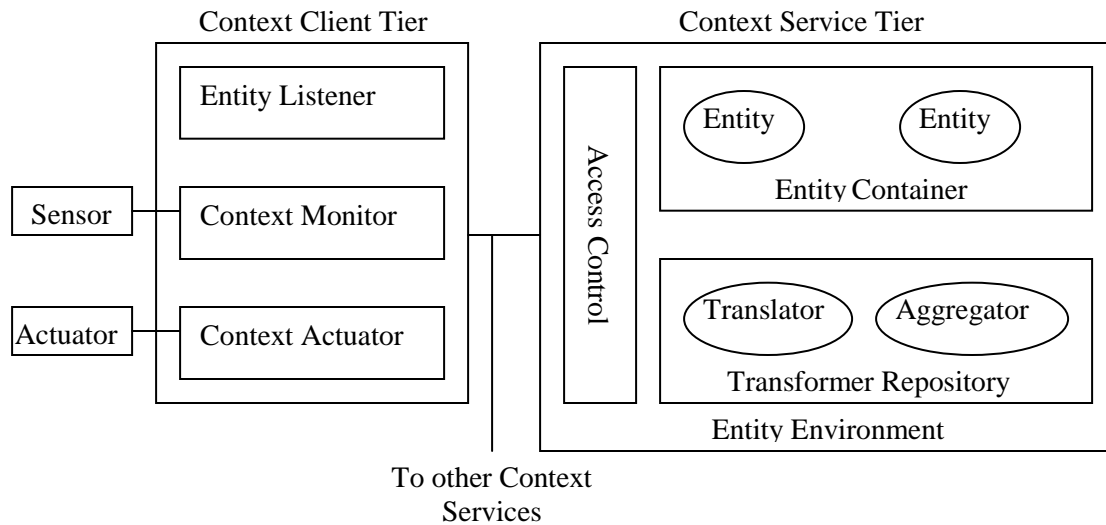 Context Client Tier
Context Service Tier
Entity Listener
Context Monitor
Context Actuator
Sensor
Actuator
Access Control
Entity
Entity
Entity Container
Translator
Aggregator
Transformer Repository
Entity Environment
To other Context
Services